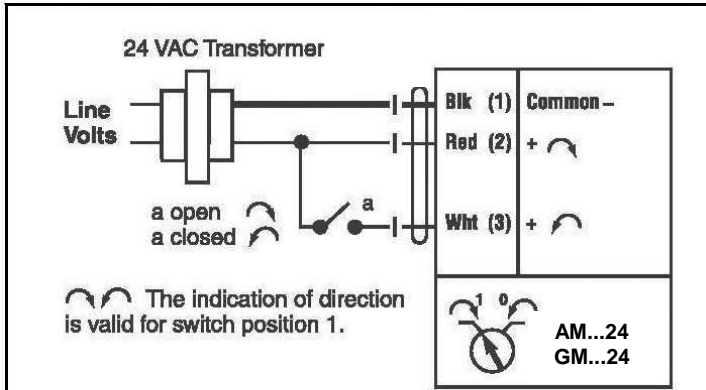 24 VAC Transformer
Line
Volts
Blk (1) Common –
Red (2) +
a
Wht (3) +
a open
a closed
The indication of direction
is valid for switch position 1.
1 0
AM...24
GM...24